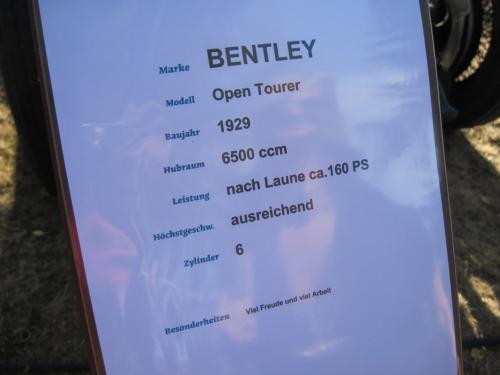 Marke BENTLEY
Modell Open Tourer
Baujahr 1929
Hubraum 6500 ccm
Leistung nach Laune ca.160 PS
Höchstgeschw. ausreichend
Zylinder 6
Besonderheiten Viel Freude und viel Arbeit